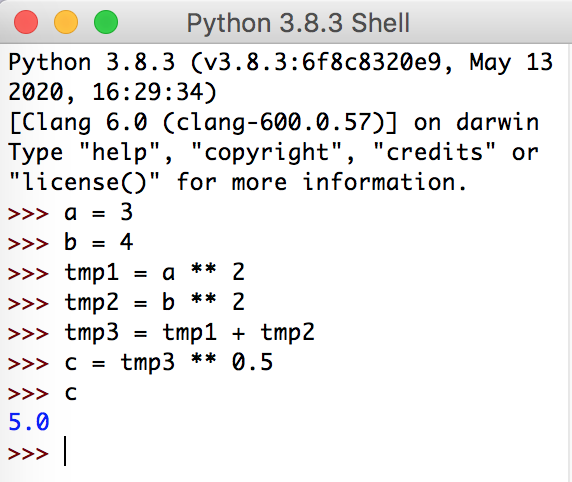 Python 3.8.3 Shell
Python 3.8.3 (v3.8.3:6f8c8320e9, May 13
2020, 16:29:34)
[Clang 6.0 (clang-600.0.57)] on darwin
Type "help", "copyright", "credits" or
"license()" for more information.
>>> a = 3
>>> b = 4
>>> tmp1 = a ** 2
>>> tmp2 = b ** 2
>>> tmp3 = tmp1 + tmp2
>>> c = tmp3 ** 0.5
>>> c
5.0
>>>